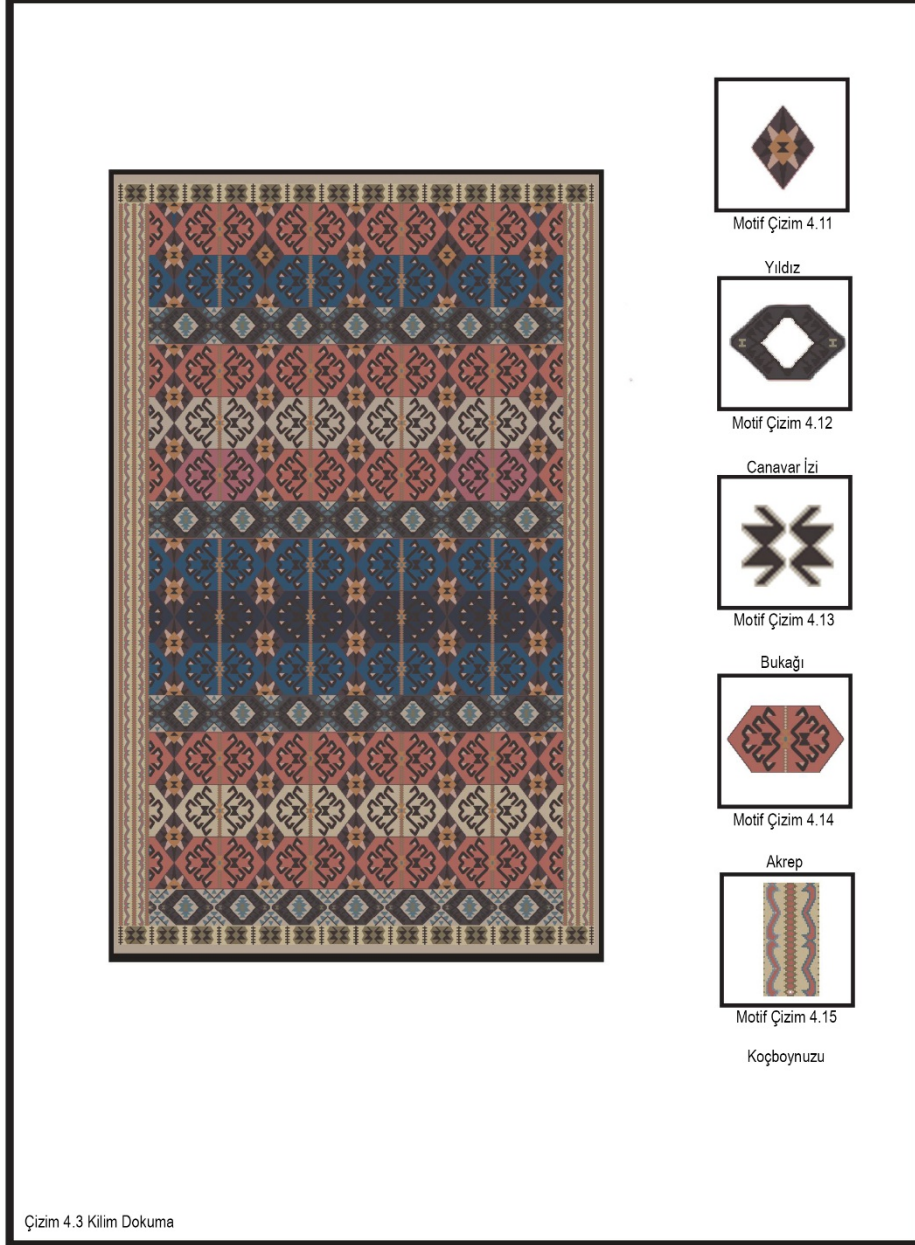 Motif Çizim 4.11
Yıldız
Motif Çizim 4.12
Canavar İzi
Motif Çizim 4.13
Bukağı
Motif Çizim 4.14
Akrep
Motif Çizim 4.15
Koçboynuzu
Çizim 4.3 Kilim Dokuma